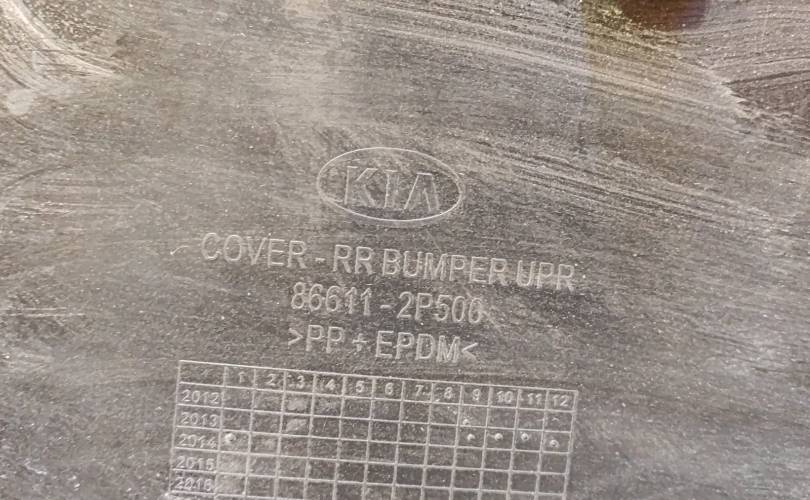 KIA
COVER - RR BUMPER UPR
86611 - 2P500
>PP + EPDM<
1 2 3 4 5 6 7 8 9 10 11 12
2012
2013
2014
2015
2016